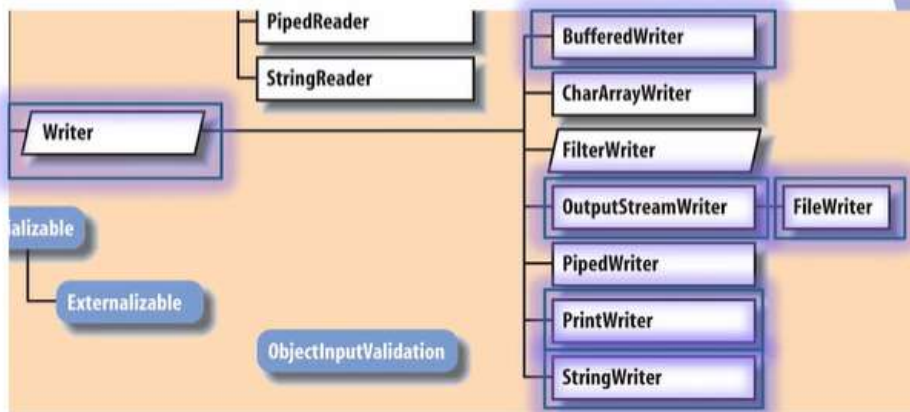 PipedReader
StringReader
Writer
Externalizable
ObjectInputValidation
BufferedWriter
CharArrayWriter
FilterWriter
OutputStreamWriter
FileWriter
PipedWriter
PrintWriter
StringWriter